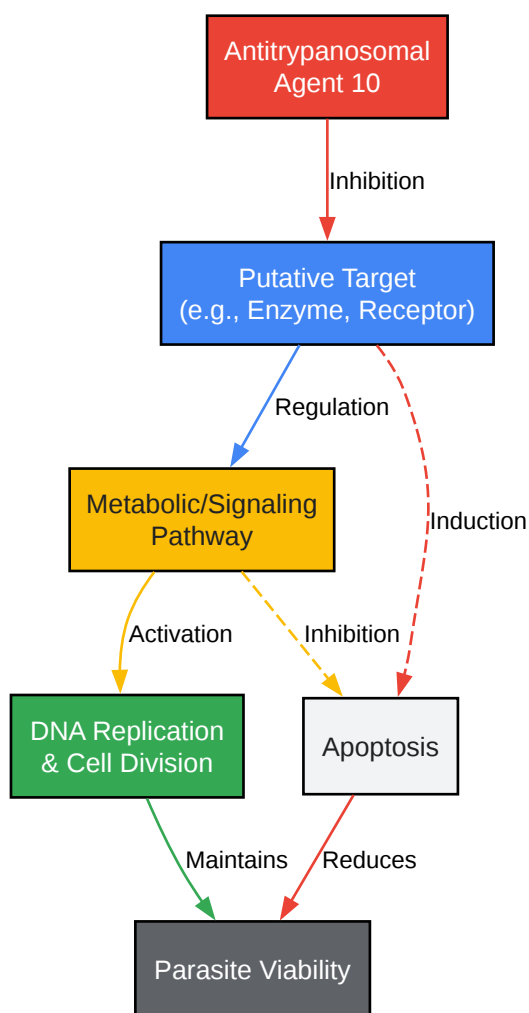 Antitrypanosomal
Agent 10
Inhibition
Putative Target
(e.g., Enzyme, Receptor)
Regulation
Metabolic/Signaling
Pathway
Induction
Activation
Inhibition
DNA Replication
& Cell Division
Apoptosis
Maintains
Reduces
Parasite Viability